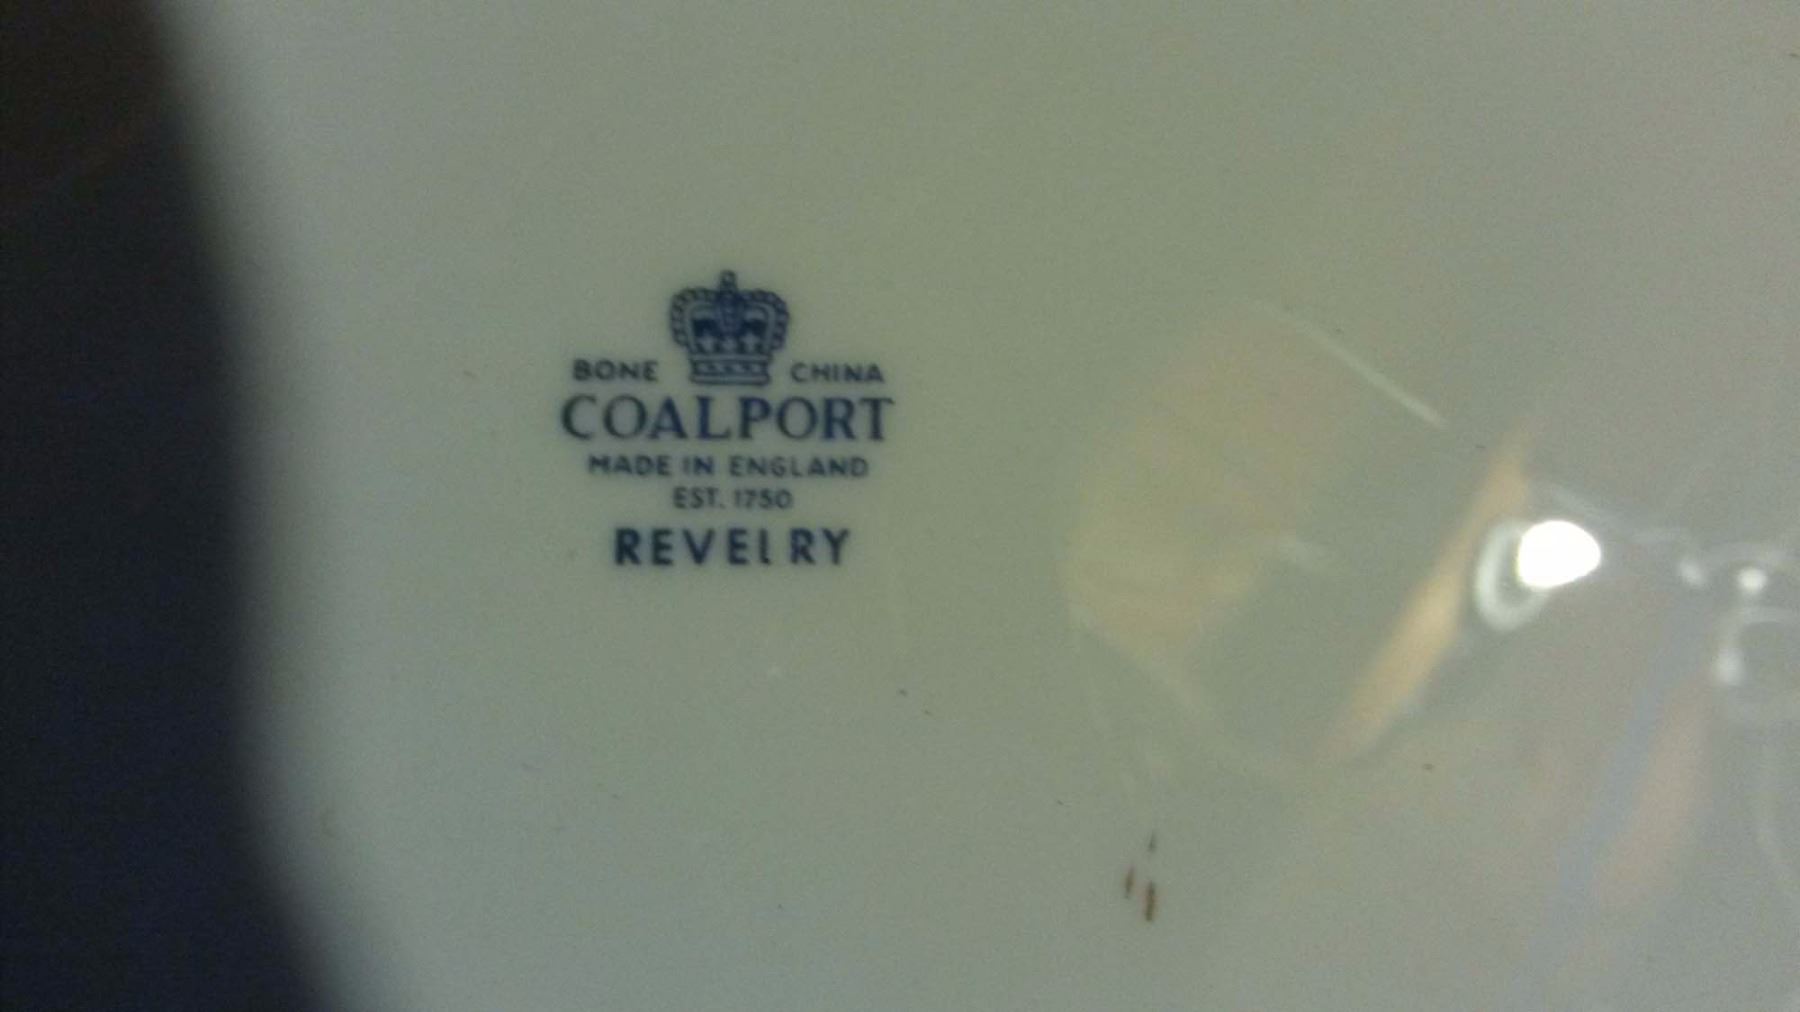 BONE CHINA
COALPORT
MADE IN ENGLAND
EST. 1750
REVELRY